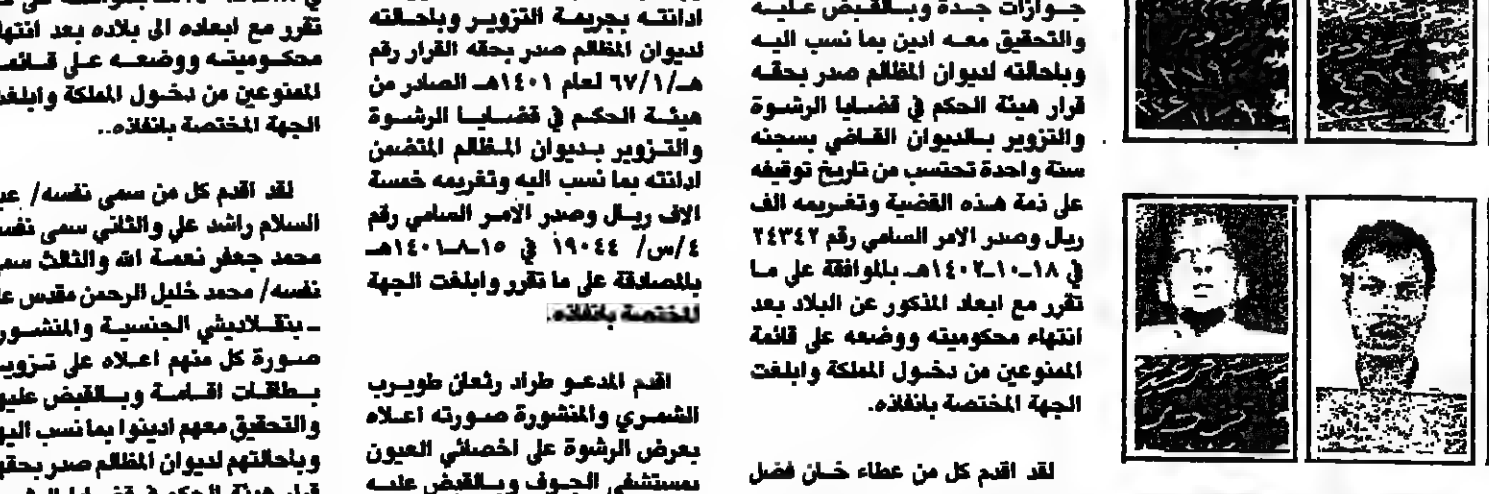 جوازات جدة وبالقبض عليه
والتحقيق معه ادين بما نسب اليه
وباحالته لديوان المظالم صدر بحقه
قرار هيئة الحكم في قضايا الرشوة
والتزوير بالديوان القاضي بسجنه
سنة واحدة تحتسب من تاريخ توقيفه
على ذمة هذه القضية وتغريمه الف
ريال وصدر الامر السامي رقم ٢٤٣٤٢
في ١٨-١٠-١٤٠٢هـ بالموافقة على ما
تقرر مع ابعاد المذكور عن البلاد بعد
انتهاء محكوميته ووضعه على قائمة
الممنوعين من دخول المملكة وابلغت
الجهة المختصة بانفاذه.
لقد اقدم كل من عطاء خان فضل
ادانته بجريمة التزوير وباحالته
لديوان المظالم صدر بحقه القرار رقم
هـ/٦٧/١ لعام ١٤٠١هـ الصادر من
هيئة الحكم في قضايا الرشوة
والتزوير بديوان المظالم المتضمن
ادانته بما نسب اليه وتغريمه خمسة
الاف ريال وصدر الامر السامي رقم
٤/س/ ١٩٠٤٤ في ١٥-٨-١٤٠١هـ
بالمصادقة على ما تقرر وابلغت الجهة
المختصة بانفاذه.
اقدم المدعو طراد رثعان طويرب
الشمري والمنشورة صورته اعلاه
بعرض الرشوة على اخصائي العيون
بمستشفى الجوف وبالقبض عليه
تقرر مع ابعاده الى بلاده بعد انتهاء
محكوميته ووضعه على قائمة
الممنوعين من دخول المملكة وابلغت
الجهة المختصة بانفاذه..
لقد اقدم كل من سمى نفسه/
السلام راشد علي والثاني سمى نفسه
محمد جعفر نعمة الله والثالث سمى
نفسه/ محمد خليل الرحمن مقدس
ـ بنقلاديشي الجنسية والمنشورة
صورة كل منهم اعلاه على تزوير
بطاقات اقامة وبالقبض عليهم
والتحقيق معهم ادينوا بما نسب اليهم
وباحالتهم لديوان المظالم صدر بحقهم